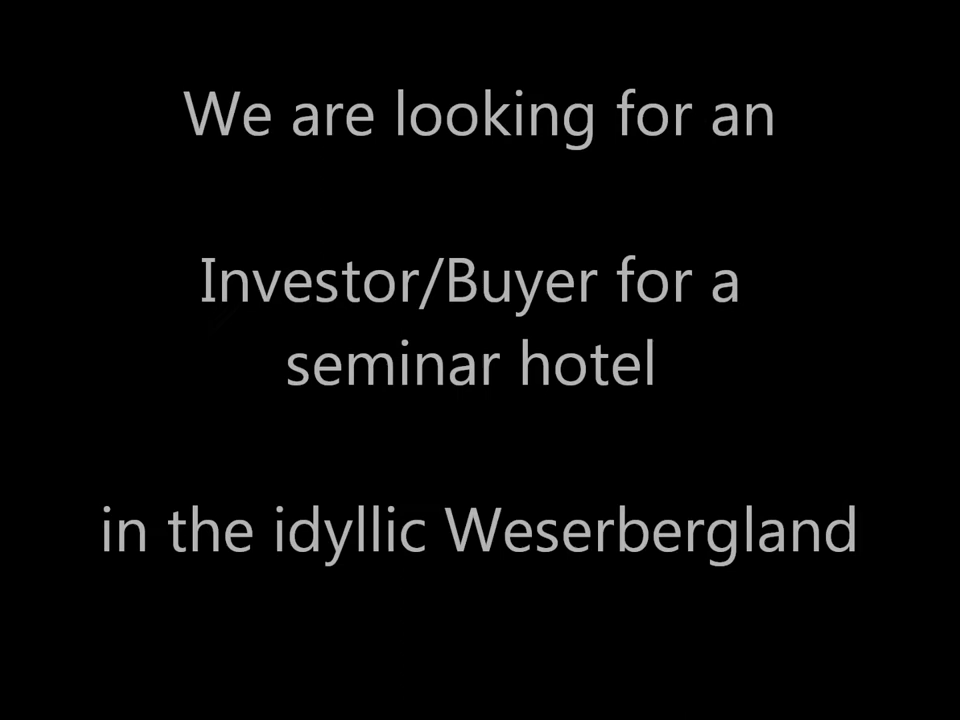 We are looking for an
Investor/Buyer for a
seminar hotel
in the idyllic Weserbergland